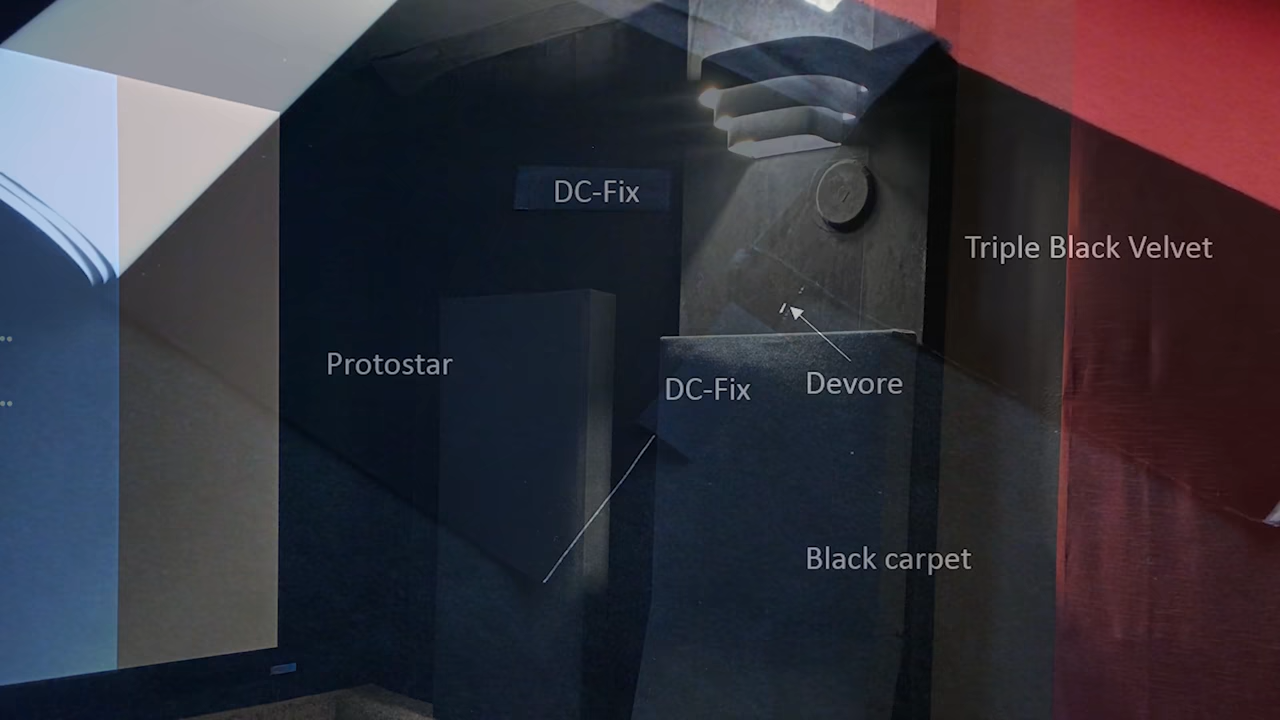 DC-Fix
Triple Black Velvet
Protostar
DC-Fix
Devore
Black carpet